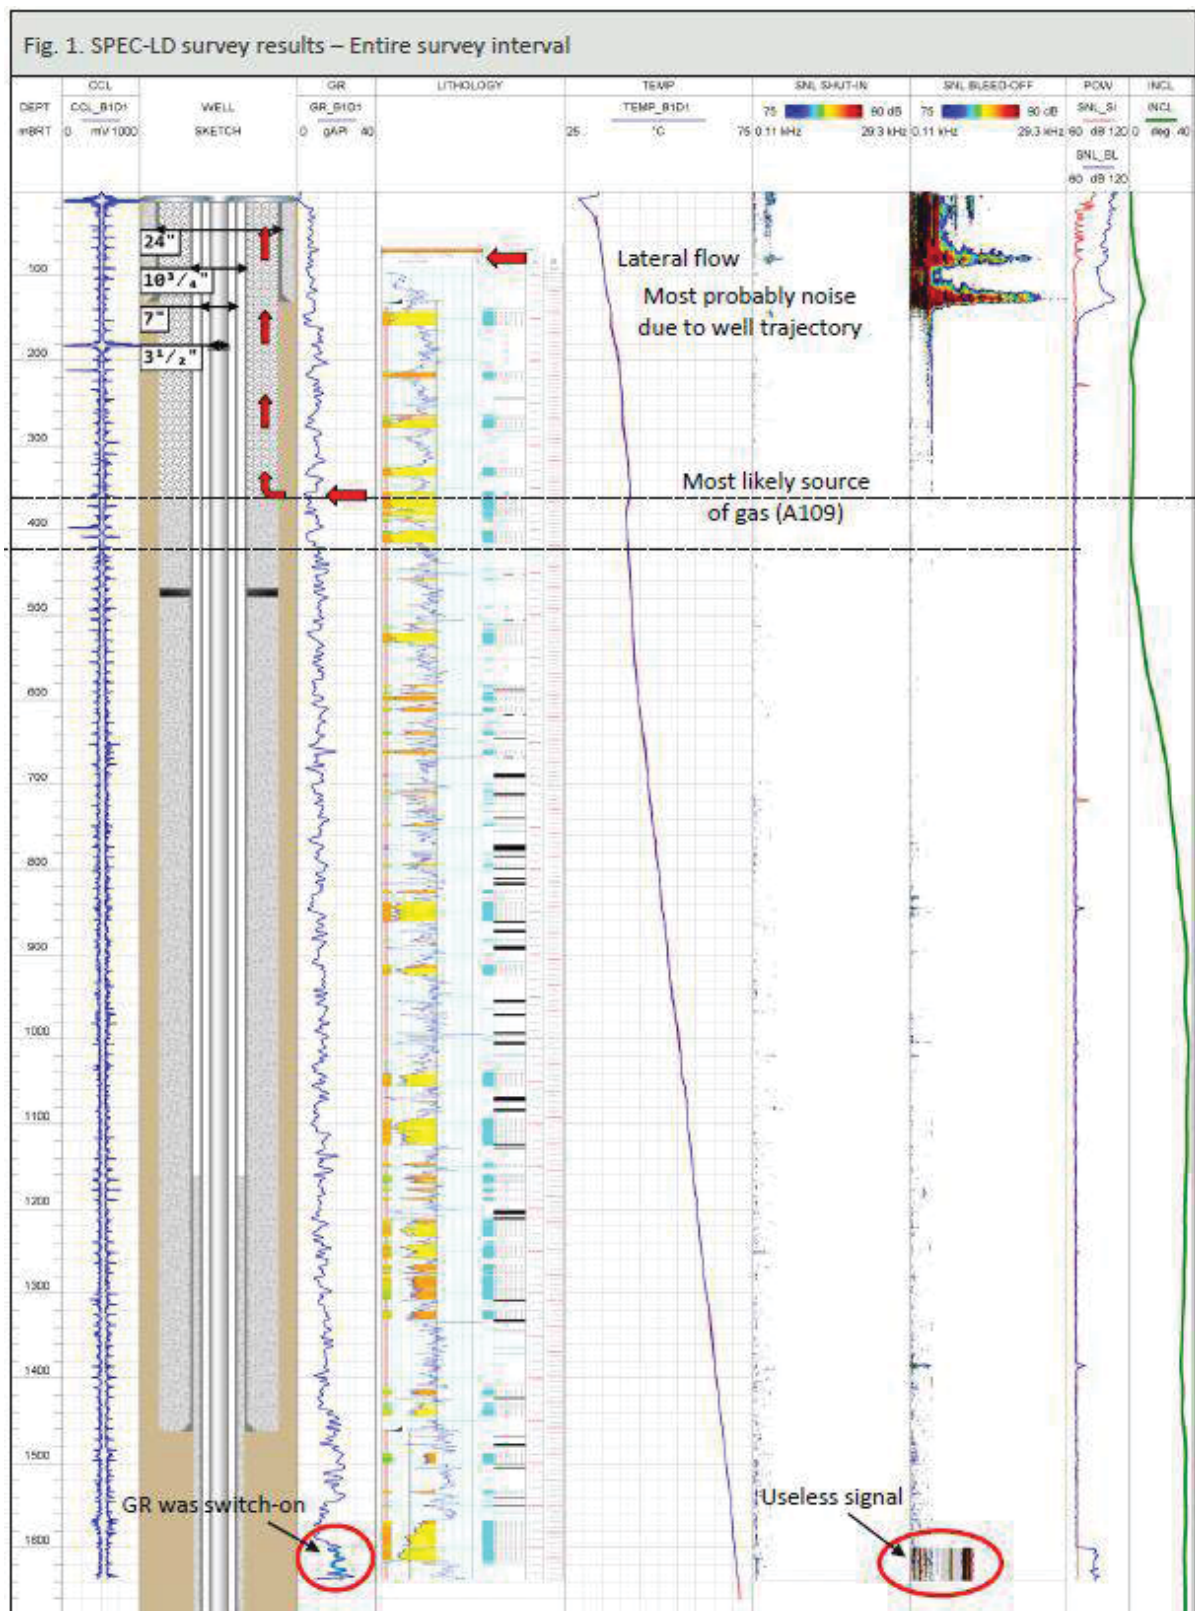 Fig. 1. SPEC-LD survey results – Entire survey interval
CCL GR LITHOLOGY TEMP SNL SHUT-IN SNL BLEED-OFF POW INCL
DEPT CCL_B1D1 WELL GR_B1D1 TEMP_B1D1 75 90 dB 75 90 dB SNL_SI INCL
mBRT 0 mV 1000 SKETCH 0 gAPI 40 25 °C 75 0.11 kHz 29.3 kHz 0.11 kHz 29.3 kHz 60 dB 120 0 deg 40
SNL_BL
60 dB 120
24"
100
Lateral flow
10³/₄"
Most probably noise
due to well trajectory
7"
200
3¹/₂"
300
Most likely source
of gas (A109)
400
500
600
700
800
900
1000
1100
1200
1300
1400
1500
GR was switch-on
Useless signal
1600